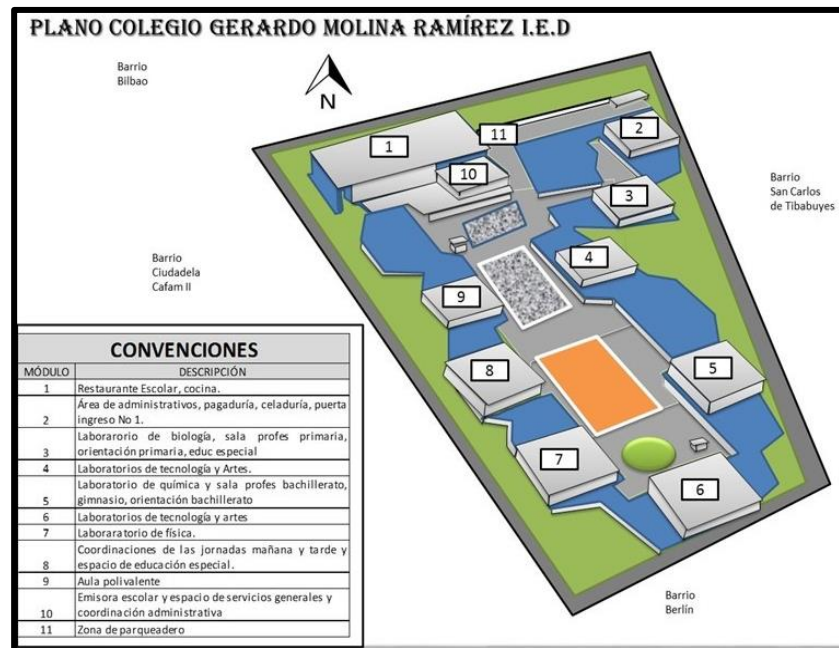 PLANO COLEGIO GERARDO MOLINA RAMÍREZ I.E.D
Barrio
Bilbao
N
11
2
1
10
3
Barrio
San Carlos
de Tibabuyes
4
Barrio
Ciudadela
Cafam II
9
8
5
7
6
Barrio
Berlín
CONVENCIONES
MÓDULO DESCRIPCIÓN
1 Restaurante Escolar, cocina.
Área de administrativos, pagaduría, celaduría, puerta
2 ingreso No 1.
Laborarorio de biología, sala profes primaria,
3 orientación primaria, educ especial
4 Laboratorios de tecnología y Artes.
Laboratorio de química y sala profes bachillerato,
5 gimnasio, orientación bachillerato
6 Laboratorios de tecnología y artes
7 Laboraratorio de física.
Coordinaciones de las jornadas mañana y tarde y
8 espacio de educación especial.
9 Aula polivalente
Emisora escolar y espacio de servicios generales y
10 coordinación administrativa
11 Zona de parqueadero